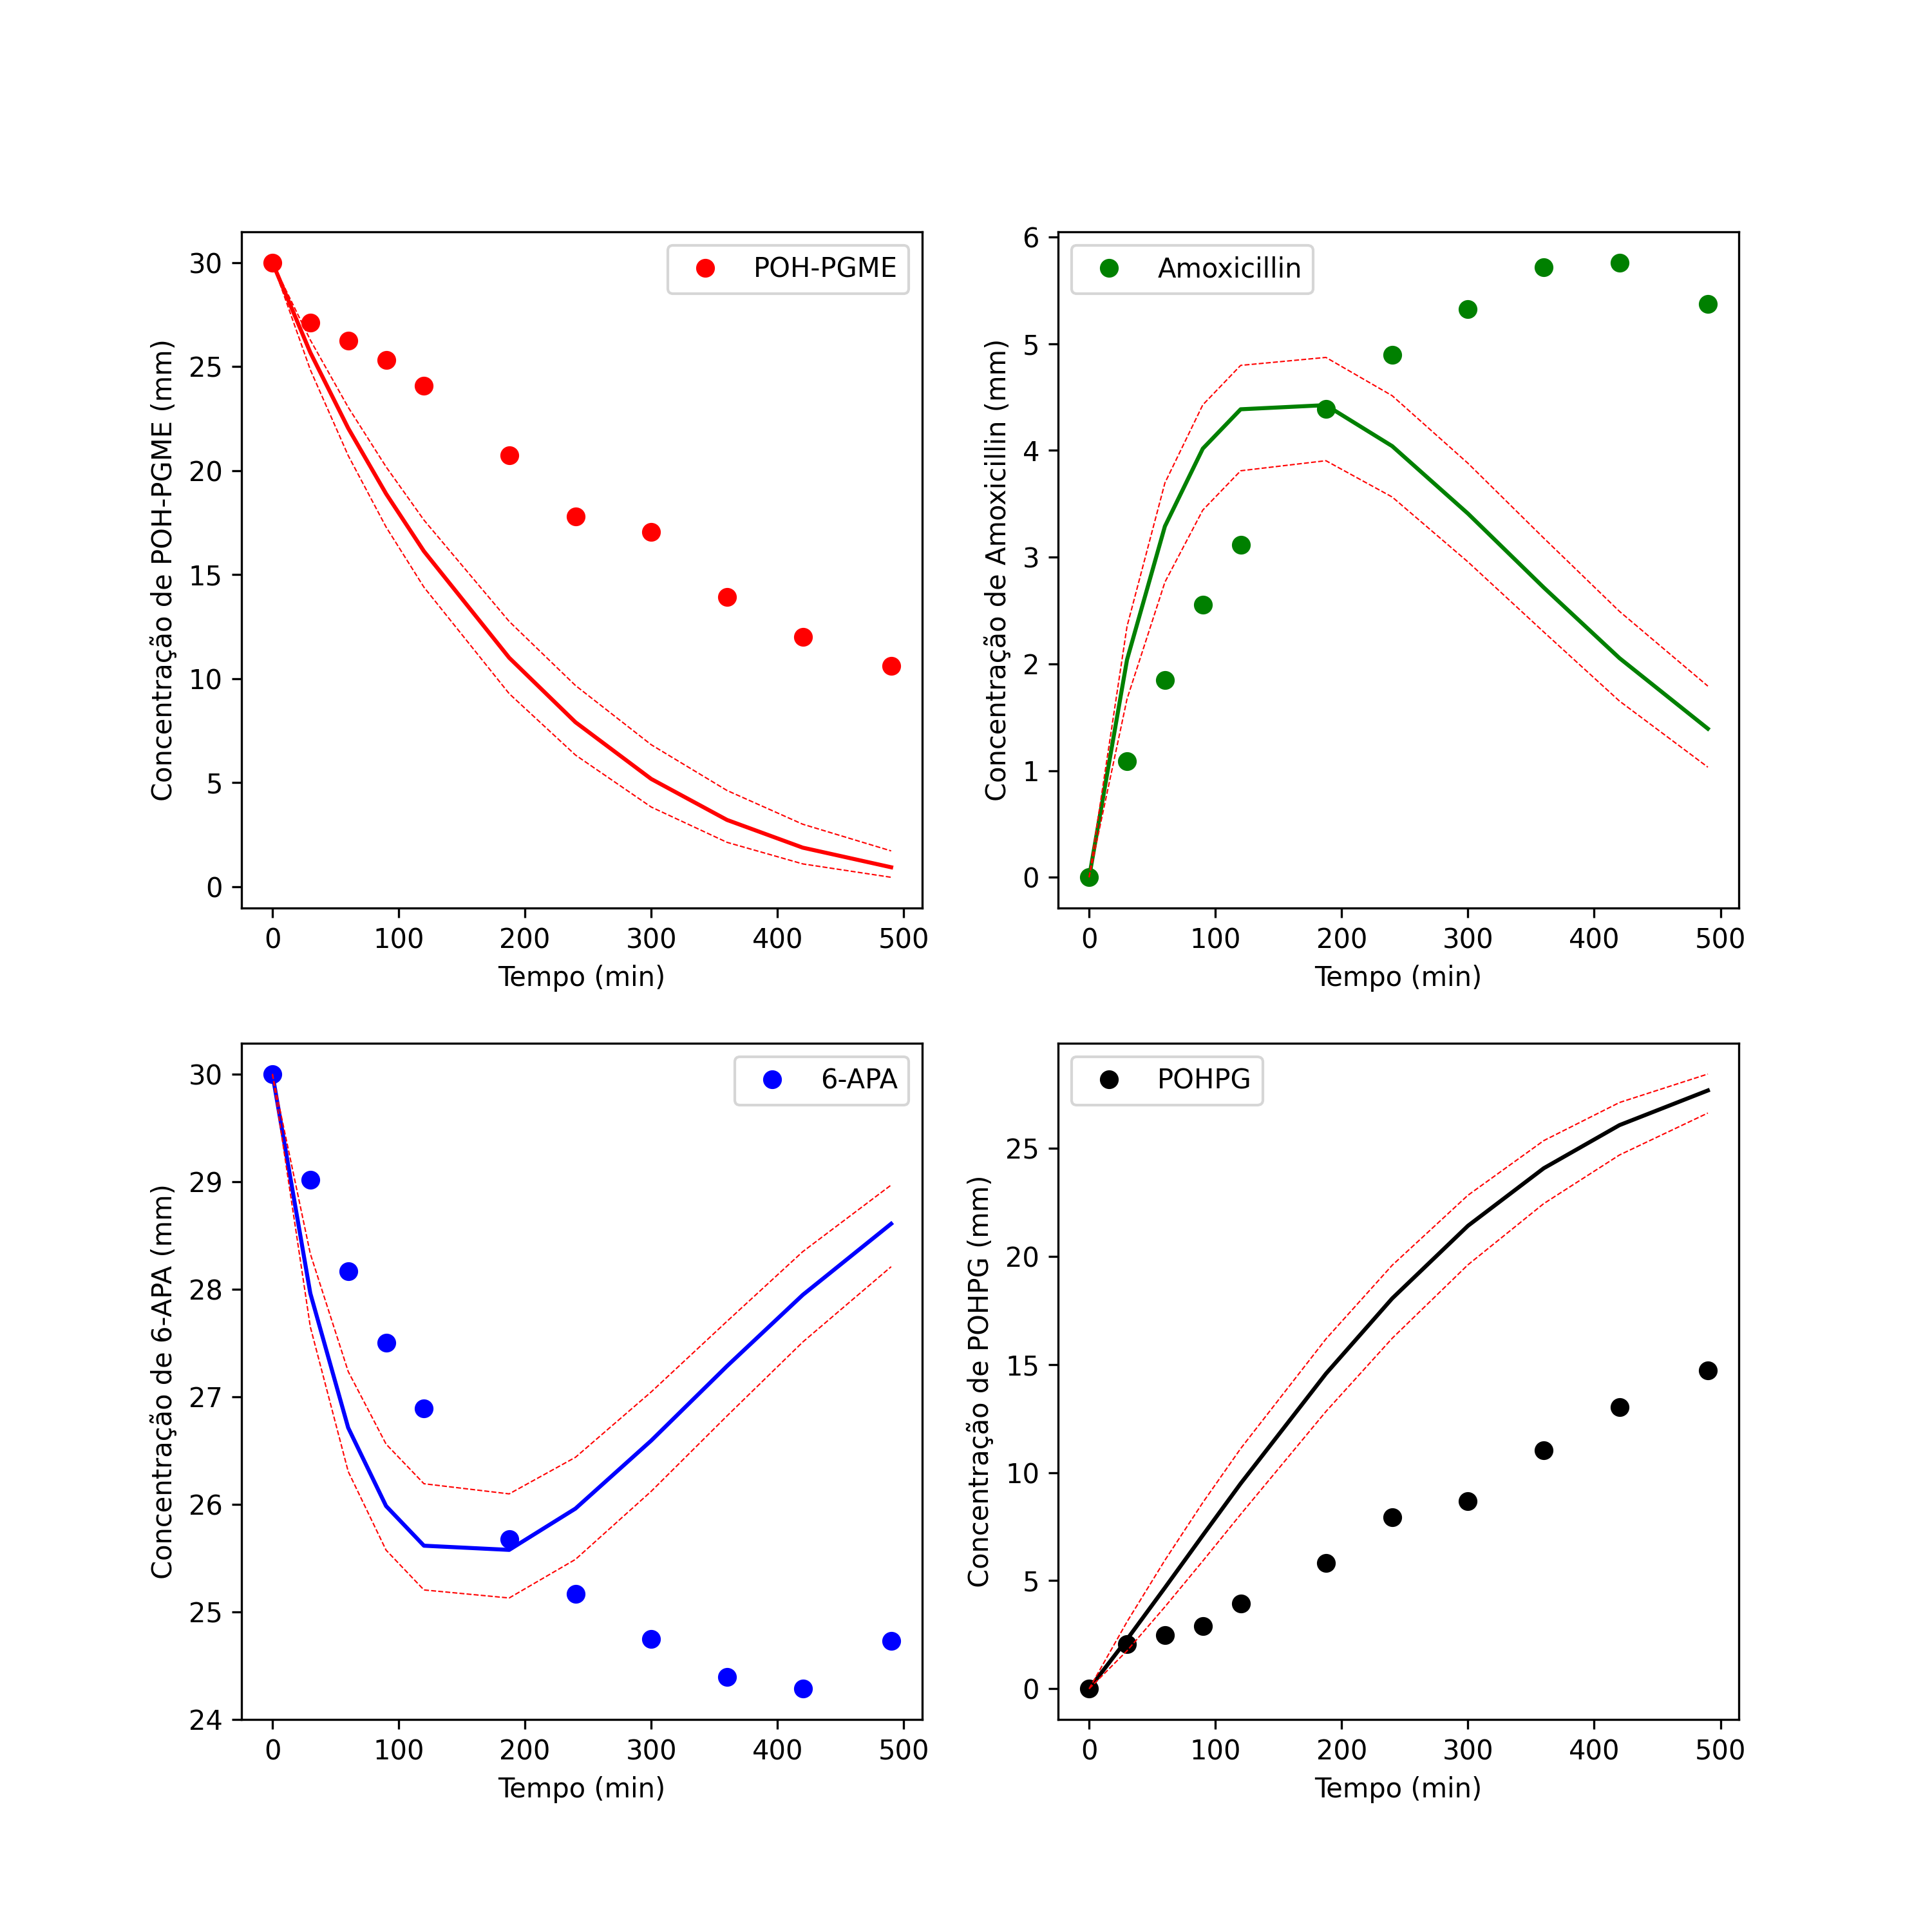 POH-PGME
Concentração de POH-PGME (mm)
30
25
20
15
10
5
0
0 100 200 300 400 500
Tempo (min)
Amoxicillin
Concentração de Amoxicillin (mm)
6
5
4
3
2
1
0
0 100 200 300 400 500
Tempo (min)
6-APA
Concentração de 6-APA (mm)
30
29
28
27
26
25
24
0 100 200 300 400 500
Tempo (min)
POHPG
Concentração de POHPG (mm)
25
20
15
10
5
0
0 100 200 300 400 500
Tempo (min)